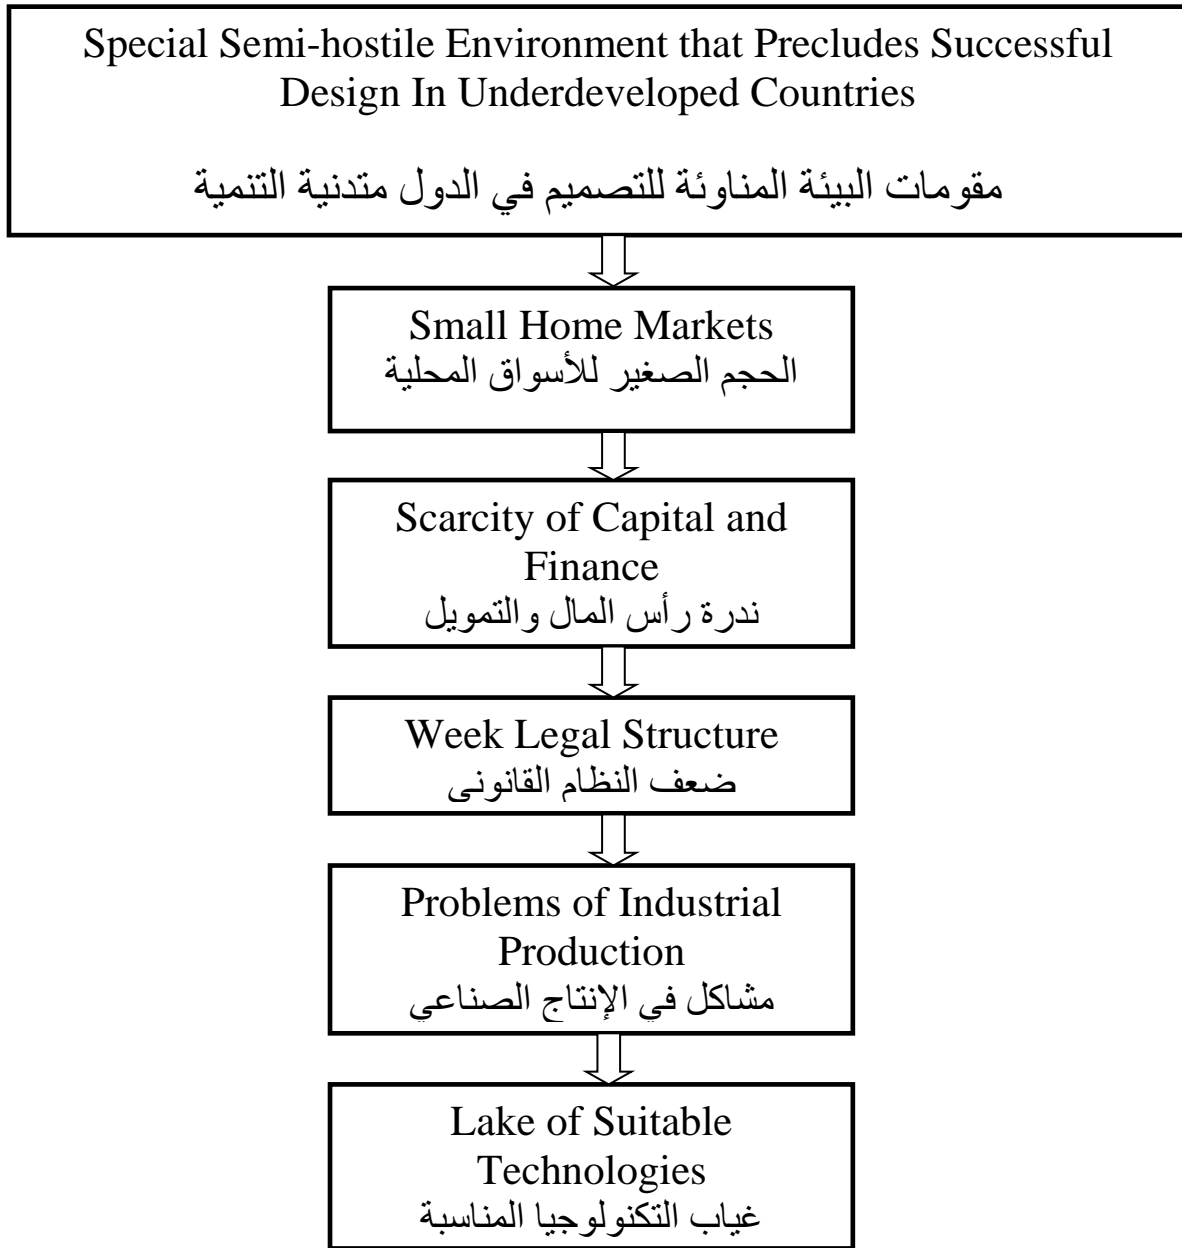 Special Semi-hostile Environment that Precludes Successful
Design In Underdeveloped Countries
مقومات البيئة المناوئة للتصميم في الدول متدنية التنمية
Small Home Markets
الحجم الصغير للأسواق المحلية
Scarcity of Capital and
Finance
ندرة رأس المال والتمويل
Week Legal Structure
ضعف النظام القانونى
Problems of Industrial
Production
مشاكل في الإنتاج الصناعي
Lake of Suitable
Technologies
غياب التكنولوجيا المناسبة